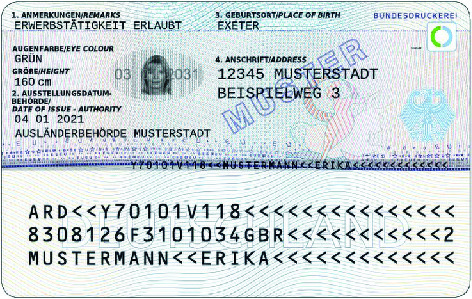 1. ANMERKUNGEN/REMARKS
ERWERBSTÄTIGKEIT ERLAUBT
3. GEBURTSORT/PLACE OF BIRTH
EXETER
BUNDESDRUCKEREI
AUGENFARBE/EYE COLOUR
GRÜN
GRÖßE/HEIGHT
160 cm
03 2031
4. ANSCHRIFT/ADDRESS
12345 MUSTERSTADT
BEISPIELWEG 3
2. AUSSTELLUNGSDATUM-
BEHÖRDE/
DATE OF ISSUE - AUTHORITY
04 01 2021
AUSLÄNDERBEHÖRDE MUSTERSTADT
MUSTER
Y70101V118<<MUSTERMANN<<ERIKA<<<<<<<<
ARD<<Y70101V118<<<<<<<<<<<<<<<
8308126F3101034GBR<<<<<<<<<<<2
MUSTERMANN<<ERIKA<<<<<<<<<<<<<